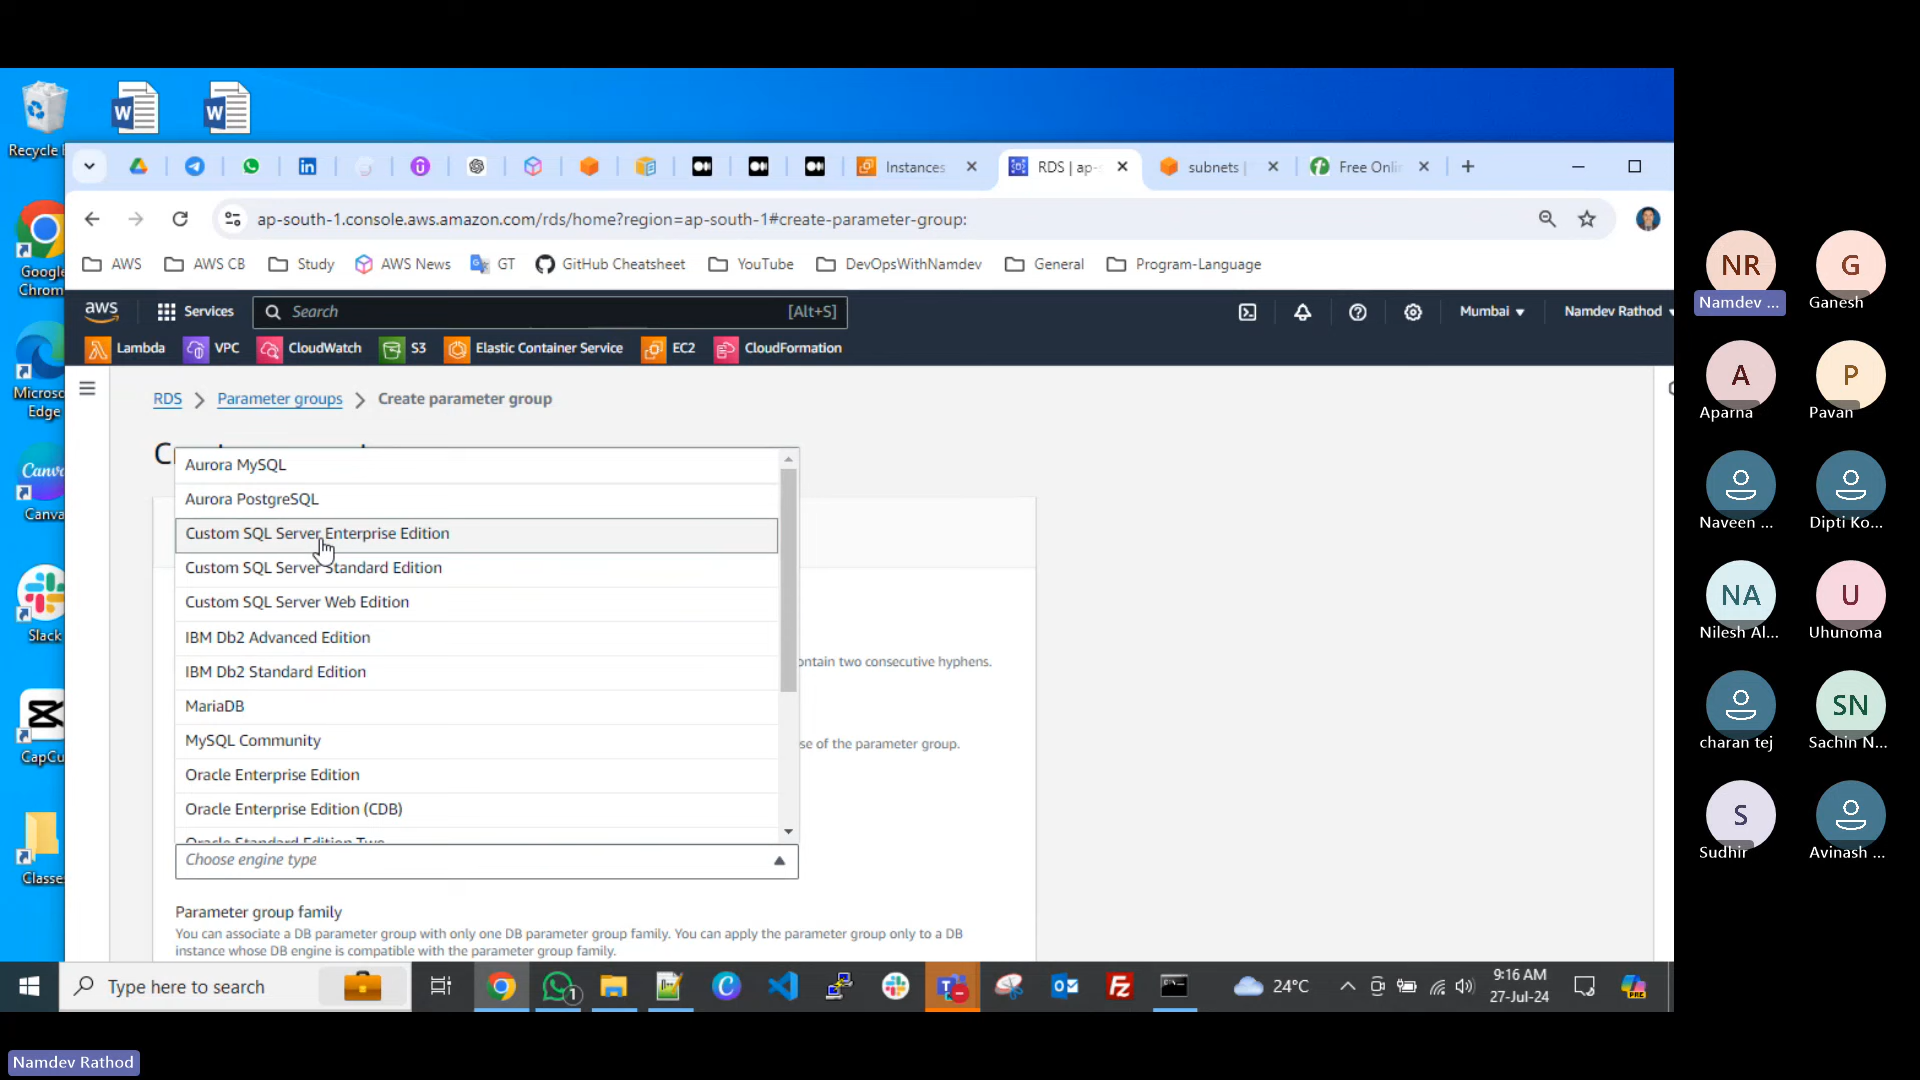 Recycle
Google
Chrom
Microso
Edge
Canva
Slack
CapCu
Classe
Instances
RDS | ap-
subnets |
Free Onli
ap-south-1.console.aws.amazon.com/rds/home?region=ap-south-1#create-parameter-group:
AWS
AWS CB
Study
AWS News
GT
GitHub Cheatsheet
YouTube
DevOpsWithNamdev
General
Program-Language
aws
Services
Search
[Alt+S]
Mumbai
Namdev Rathod
Lambda
VPC
CloudWatch
S3
Elastic Container Service
EC2
CloudFormation
RDS
Parameter groups
Create parameter group
Aurora MySQL
Aurora PostgreSQL
Custom SQL Server Enterprise Edition
Custom SQL Server Standard Edition
Custom SQL Server Web Edition
IBM Db2 Advanced Edition
IBM Db2 Standard Edition
MariaDB
MySQL Community
Oracle Enterprise Edition
Oracle Enterprise Edition (CDB)
Oracle Standard Edition Two
Choose engine type
ontain two consecutive hyphens.
se of the parameter group.
Parameter group family
You can associate a DB parameter group with only one DB parameter group family. You can apply the parameter group only to a DB
instance whose DB engine is compatible with the parameter group family.
Type here to search
1
24°C
9:16 AM
27-Jul-24
PRE
NR
Namdev ...
G
Ganesh
A
Aparna
P
Pavan
Naveen ...
Dipti Ko...
NA
Nilesh Al...
U
Uhunoma
charan tej
SN
Sachin N...
S
Sudhir
Avinash ...
Namdev Rathod